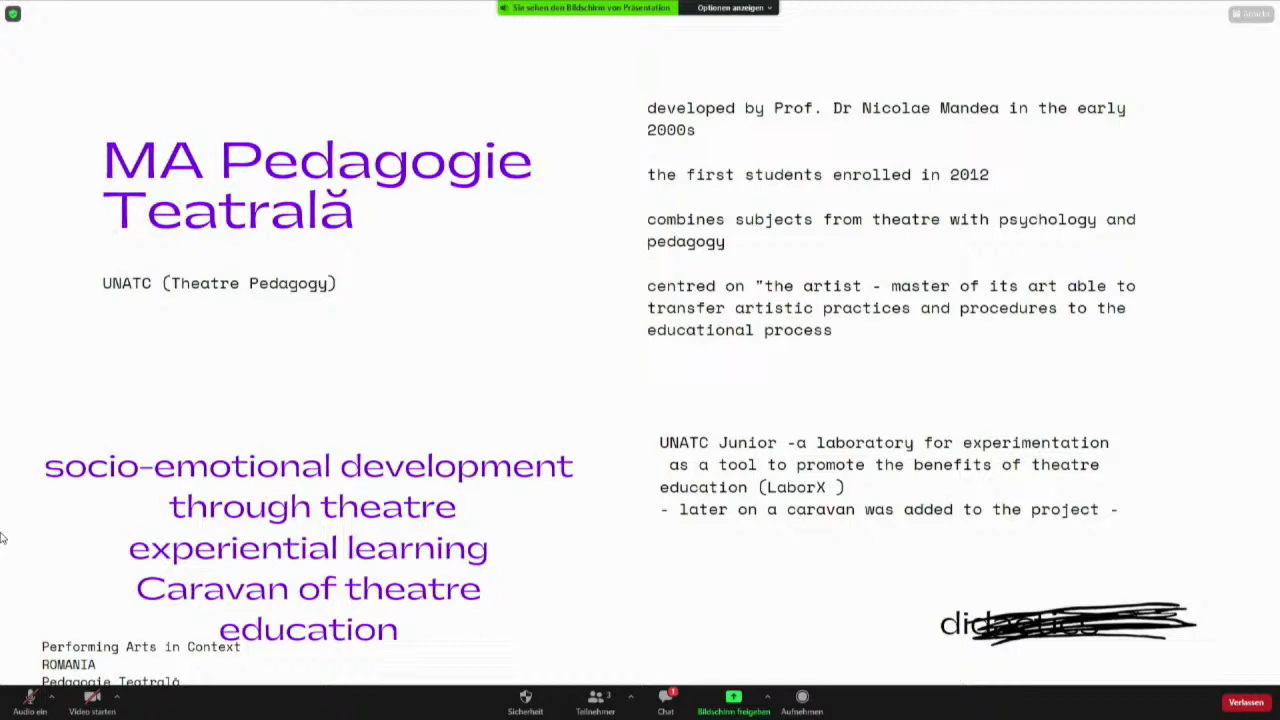 Sie sehen den Bildschirm von Präsentation
Optionen anzeigen
Ansicht
MA Pedagogie
Teatrală
UNATC (Theatre Pedagogy)
developed by Prof. Dr Nicolae Mandea in the early
2000s
the first students enrolled in 2012
combines subjects from theatre with psychology and
pedagogy
centred on "the artist - master of its art able to
transfer artistic practices and procedures to the
educational process
socio-emotional development
through theatre
experiential learning
Caravan of theatre
education
UNATC Junior -a laboratory for experimentation
as a tool to promote the benefits of theatre
education (LaborX )
- later on a caravan was added to the project -
didactics
Performing Arts in Context
ROMANIA
Pedagogie Teatrală
Audio ein
Video starten
Sicherheit
3
Teilnehmer
1
Chat
Bildschirm freigeben
Aufnehmen
Verlassen